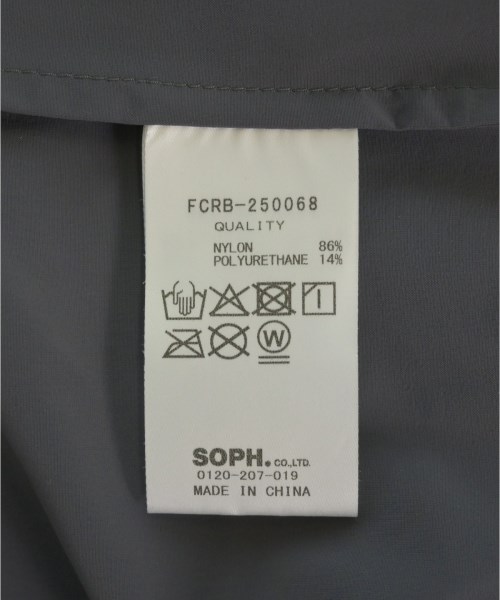 FCRB-250068
QUALITY
NYLON 86%
POLYURETHANE 14%
W
SOPH. CO.,LTD.
0120-207-019
MADE IN CHINA